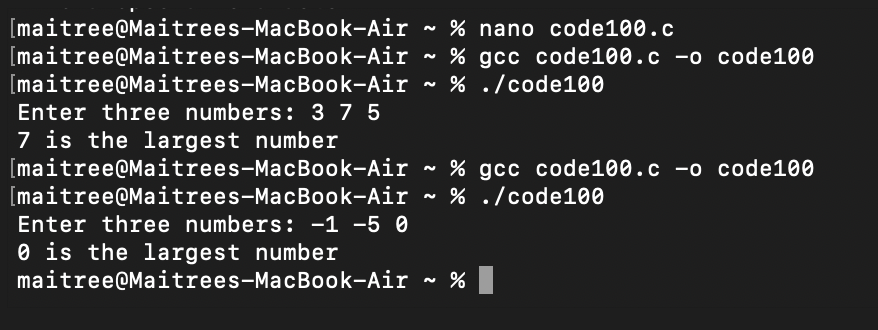 [maitree@Maitrees-MacBook-Air ~ % nano code100.c
[maitree@Maitrees-MacBook-Air ~ % gcc code100.c -o code100
[maitree@Maitrees-MacBook-Air ~ % ./code100
Enter three numbers: 3 7 5
7 is the largest number
[maitree@Maitrees-MacBook-Air ~ % gcc code100.c -o code100
[maitree@Maitrees-MacBook-Air ~ % ./code100
Enter three numbers: -1 -5 0
0 is the largest number
maitree@Maitrees-MacBook-Air ~ %